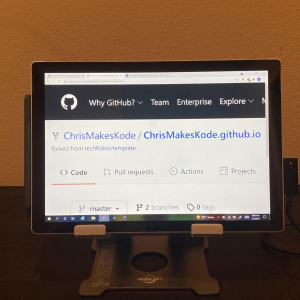 Why GitHub? Team Enterprise Explore M
ChrisMakesKode / ChrisMakesKode.github.io
forked from techfolios/template
<> Code Pull requests Actions Projects
master 2 branches 0 tags